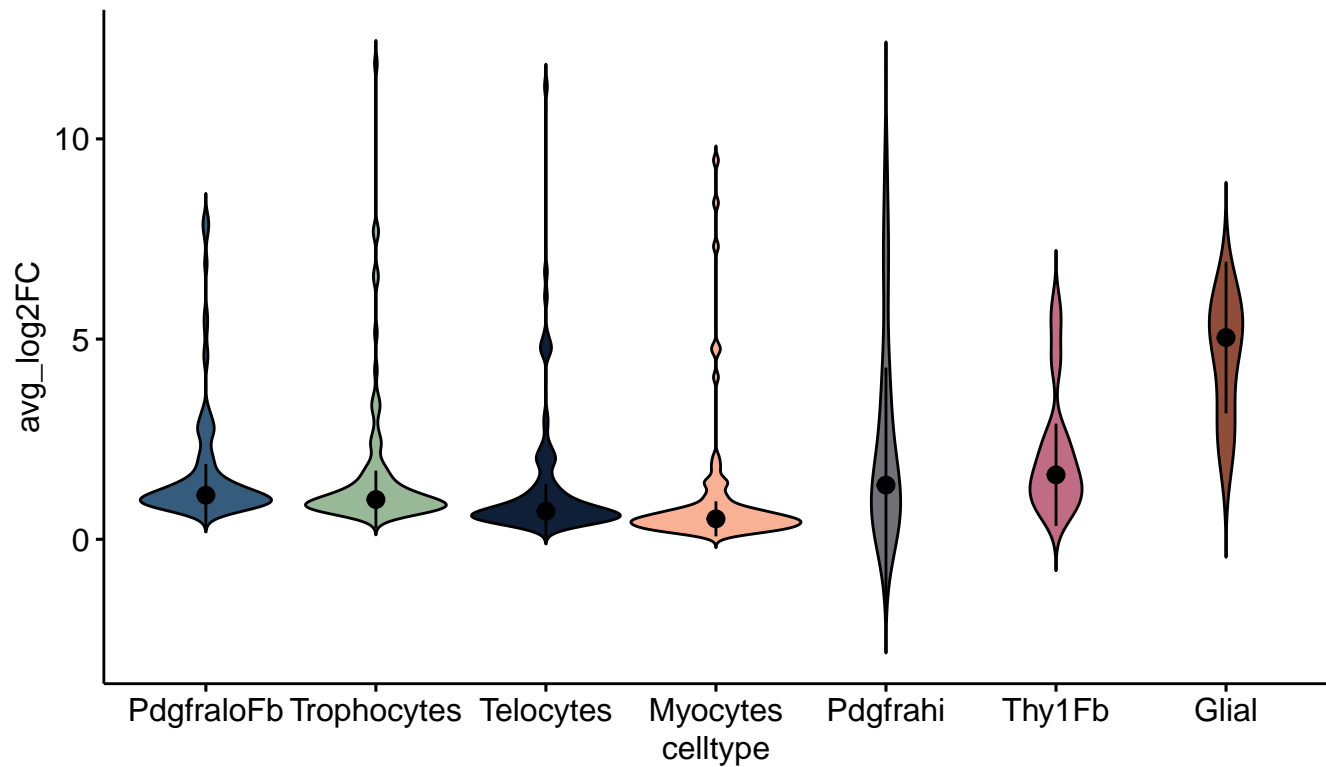 avg_log2FC
10
5
0
PdgfraloFb Trophocytes Telocytes Myocytes Pdgfrahi Thy1Fb Glial
celltype